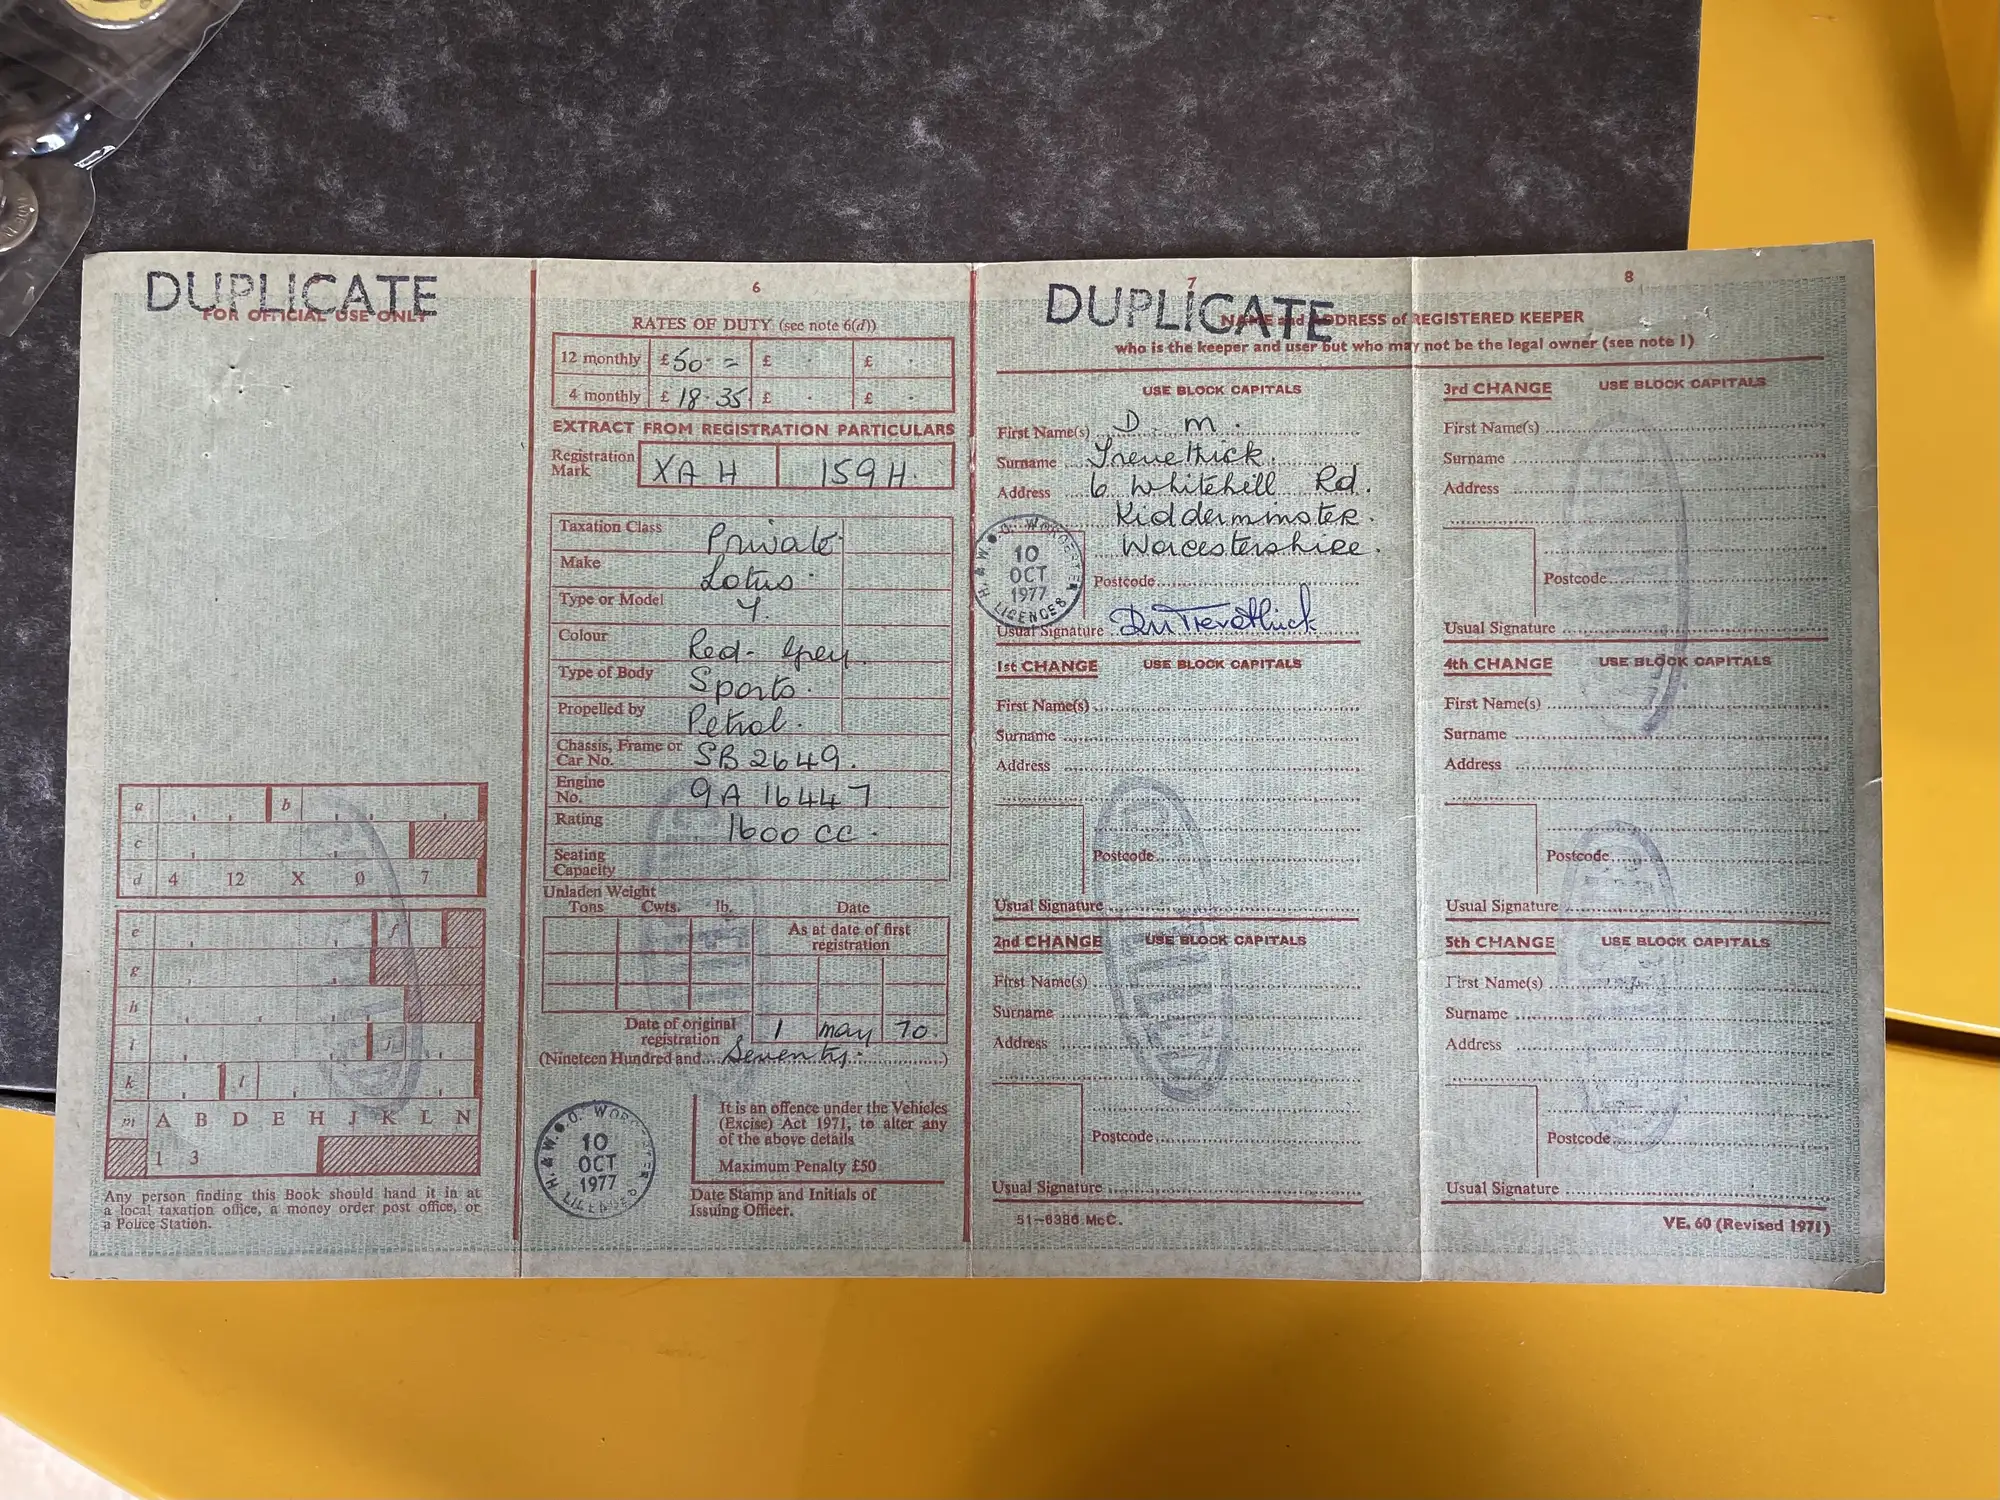 DUPLICATE
FOR OFFICIAL USE ONLY
a b
c
d 4 12 X 0 7
e f
g
h
i j
k l
m A B D E H J K L N
1 3
Any person finding this Book should hand it in at
a local taxation office, a money order post office, or
a Police Station.
6
RATES OF DUTY (see note 6(d))
12 monthly £50 - = £ . £ .
4 monthly £ 18·35 £ . £ .
EXTRACT FROM REGISTRATION PARTICULARS
Registration
Mark
XAH 159H.
Taxation Class Private
Make Lotus.
Type or Model Y.
Colour Red - Grey.
Type of Body Sports.
Propelled by Petrol.
Chassis, Frame or
Car No. SB 2649.
Engine
No. 9A 16447
Rating 1600 cc.
Seating
Capacity
Unladen Weight
Tons Cwts. lb. Date
As at date of first
registration
Date of original
registration 1 May 70.
(Nineteen Hundred and Seventy.)
H. & W. C.C. WORCESTER
10
OCT
1977
LICENCES
It is an offence under the Vehicles
(Excise) Act 1971, to alter any
of the above details
Maximum Penalty £50
Date Stamp and Initials of
Issuing Officer.
7
DUPLICATE
NAME and ADDRESS of REGISTERED KEEPER
who is the keeper and user but who may not be the legal owner (see note 1)
USE BLOCK CAPITALS
First Name(s) D. M.
Surname Trevethick.
Address 6 Whitehill Rd.
Kidderminster.
Worcestershire.
H. & W. C.C. WORCESTER
10
OCT
1977
LICENCES
Postcode
Usual Signature DM Trevethick
1st CHANGE USE BLOCK CAPITALS
First Name(s)
Surname
Address
Postcode
Usual Signature
2nd CHANGE USE BLOCK CAPITALS
First Name(s)
Surname
Address
Postcode
Usual Signature
51-6386 McC.
8
3rd CHANGE USE BLOCK CAPITALS
First Name(s)
Surname
Address
Postcode
Usual Signature
4th CHANGE USE BLOCK CAPITALS
First Name(s)
Surname
Address
Postcode
Usual Signature
5th CHANGE USE BLOCK CAPITALS
First Name(s)
Surname
Address
Postcode
Usual Signature
VE. 60 (Revised 1971)